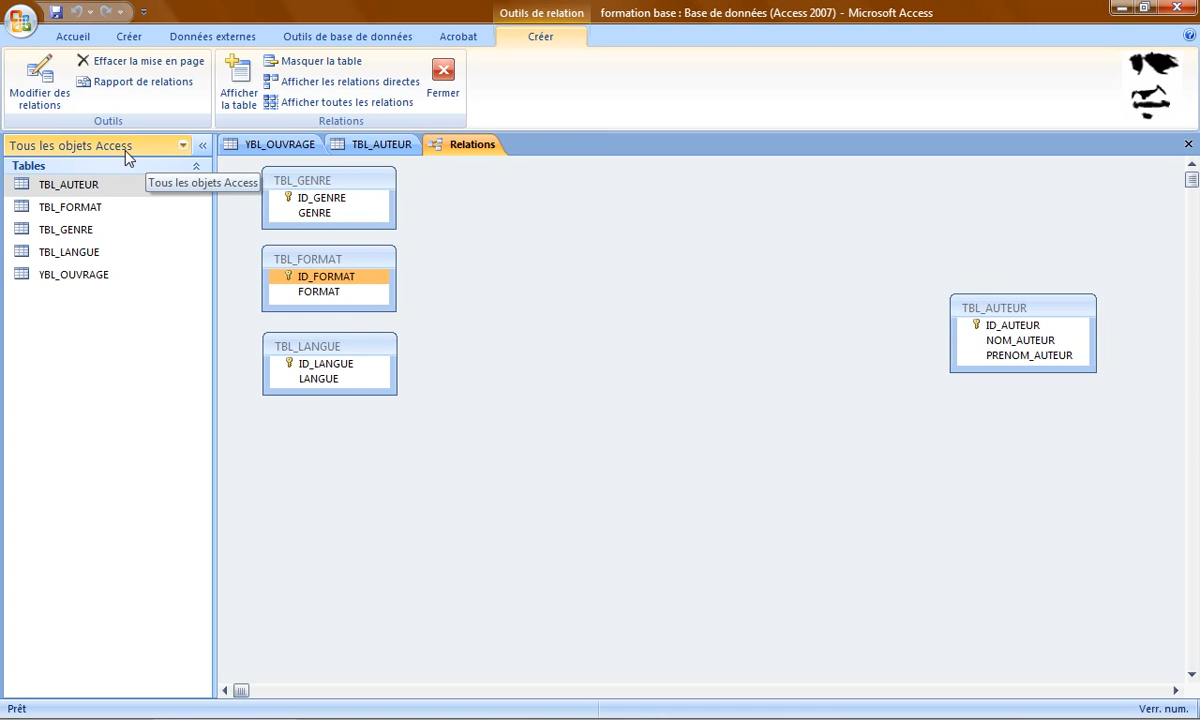 Outils de relation
formation base : Base de données (Access 2007) - Microsoft Access
Accueil
Créer
Données externes
Outils de base de données
Acrobat
Créer
Modifier des
relations
Effacer la mise en page
Rapport de relations
Outils
Afficher
la table
Masquer la table
Afficher les relations directes
Afficher toutes les relations
Fermer
Relations
Tous les objets Access
YBL_OUVRAGE
TBL_AUTEUR
Relations
Tables
TBL_AUTEUR
TBL_FORMAT
TBL_GENRE
TBL_LANGUE
YBL_OUVRAGE
Tous les objets Access
TBL_GENRE
ID_GENRE
GENRE
TBL_FORMAT
ID_FORMAT
FORMAT
TBL_LANGUE
ID_LANGUE
LANGUE
TBL_AUTEUR
ID_AUTEUR
NOM_AUTEUR
PRENOM_AUTEUR
Prêt
Verr. num.